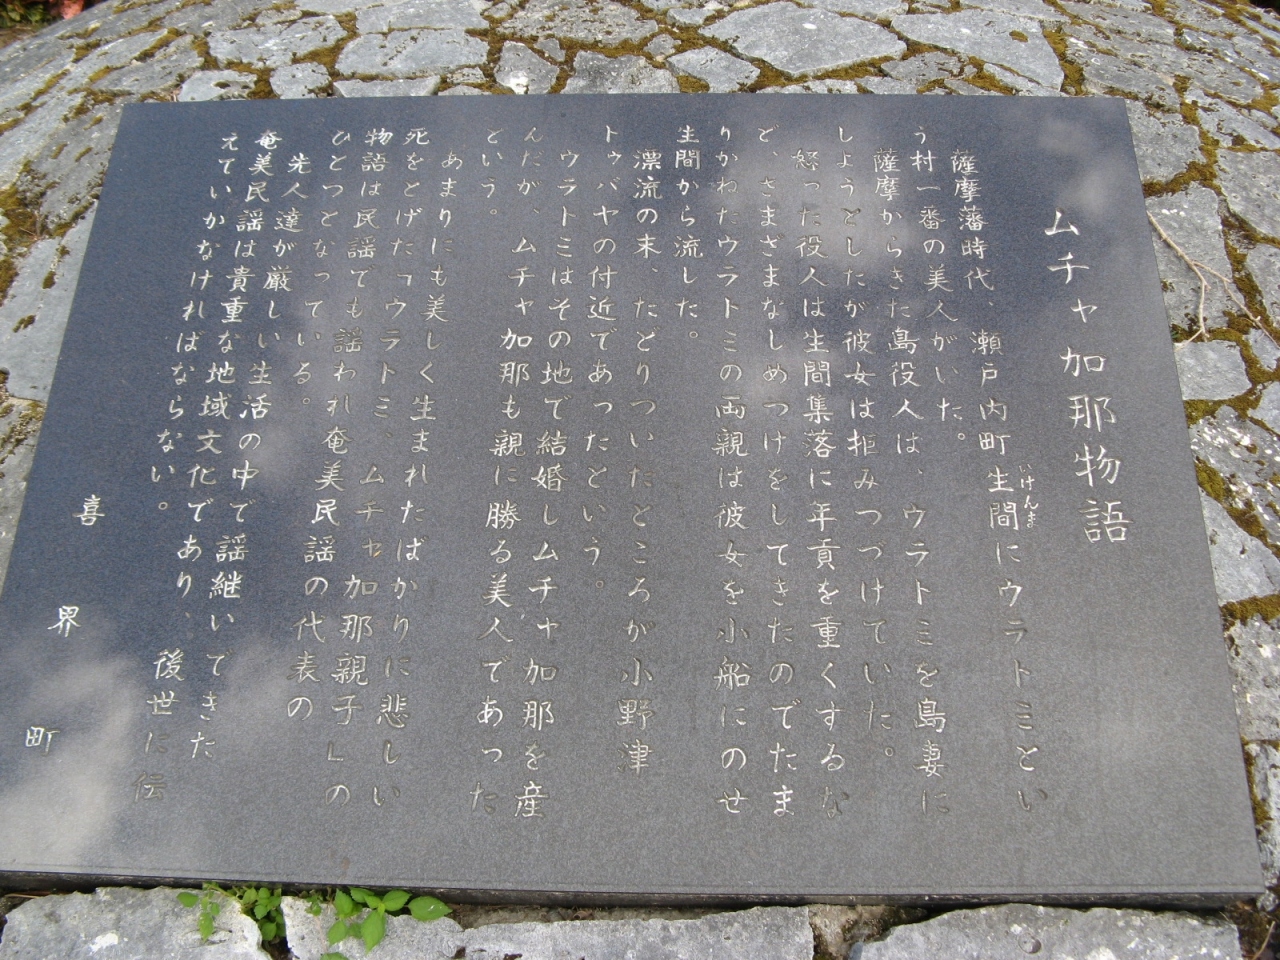 ムチャ加那物語
薩摩藩時代、瀬戸内町生間にウラトミとい
いけんま
う村一番の美人がいた。
薩摩からきた島役人は、ウラトミを島妻に
しようとしたが彼女は拒みつづけていた。
怒った役人は生間集落に年貢を重くするな
ど、さまざまなしめつけをしてきたのでたま
りかねたウラトミの両親は彼女を小船にのせ
生間から流した。
漂流の末、たどりついたところが小野津
トゥバヤの付近であったという。
ウラトミはその地で結婚しムチャ加那を産
んだが、ムチャ加那も親に勝る美人であった
という。
あまりにも美しく生まれたばかりに悲しい
死をとげた「ウラトミ、ムチャ加那親子」の
物語は民謡でも謡われ奄美民謡の代表の
ひとつとなっている。
先人達が厳しい生活の中で謡継いできた
奄美民謡は貴重な地域文化であり、後世に伝
えていかなければならない。
喜界町